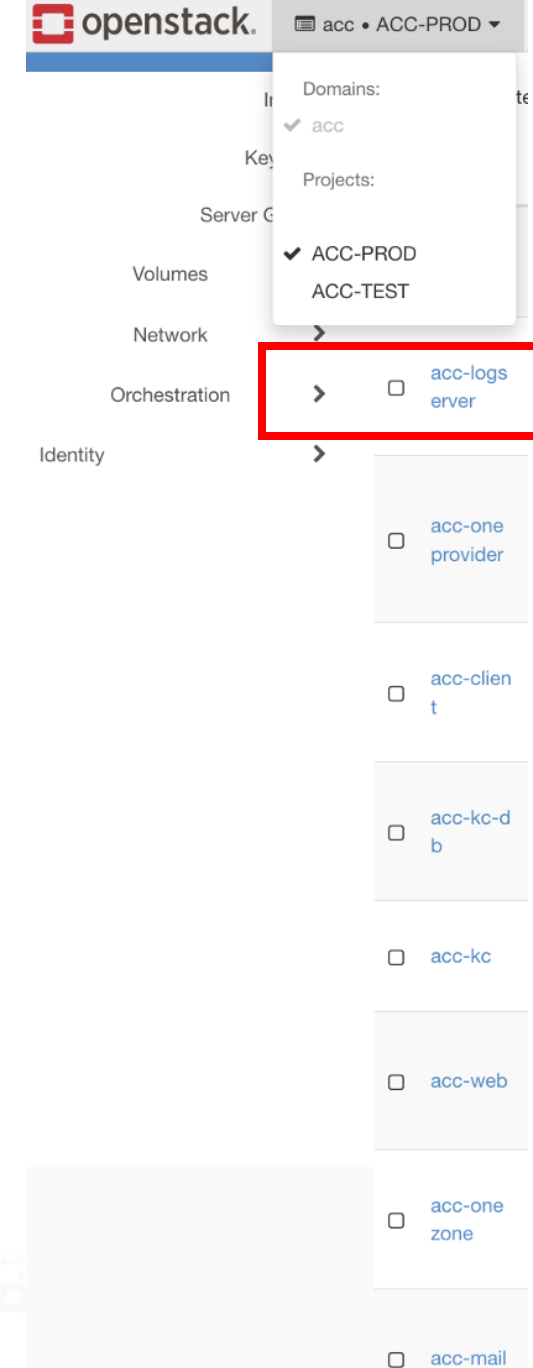 openstack.
acc • ACC-PROD
Domains:
acc
Projects:
ACC-PROD
ACC-TEST
Server
Volumes
Network
Orchestration
Identity
acc-logs
erver
acc-one
provider
acc-clien
t
acc-kc-d
b
acc-kc
acc-web
acc-one
zone
acc-mail